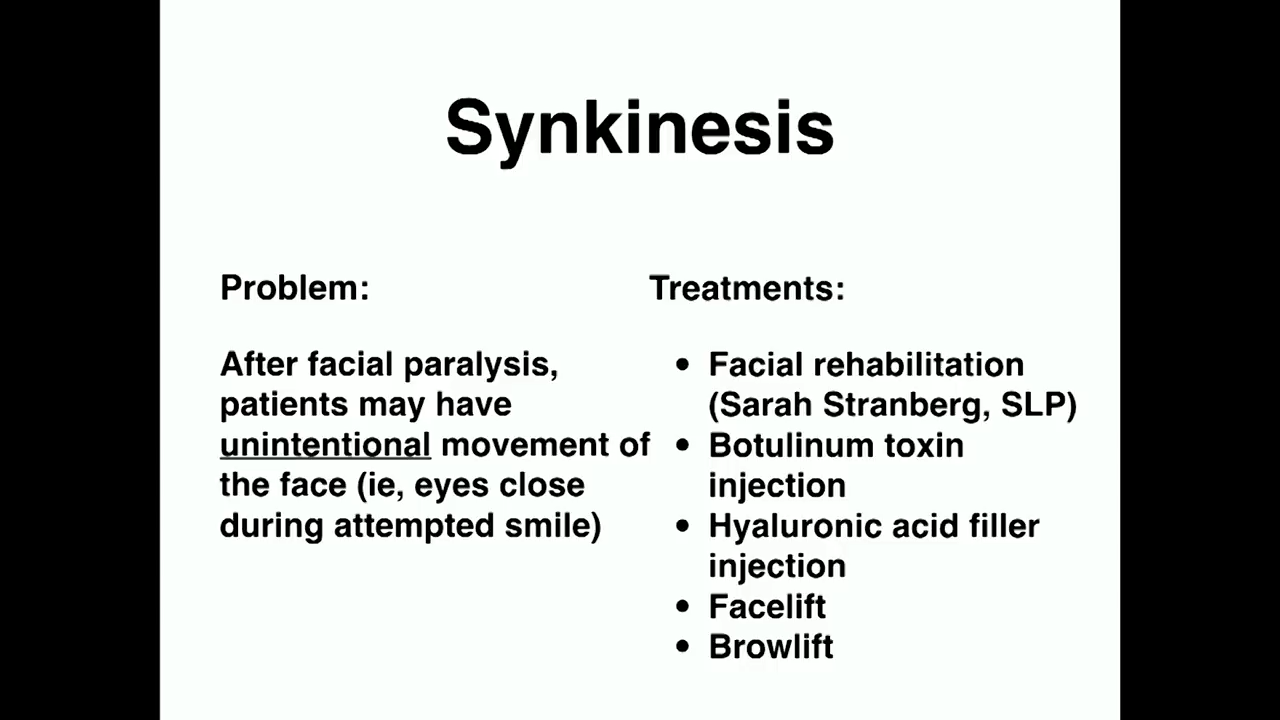 Synkinesis
Problem:
After facial paralysis,
patients may have
unintentional movement of
the face (ie, eyes close
during attempted smile)
Treatments:
• Facial rehabilitation
(Sarah Stranberg, SLP)
• Botulinum toxin
injection
• Hyaluronic acid filler
injection
• Facelift
• Browlift